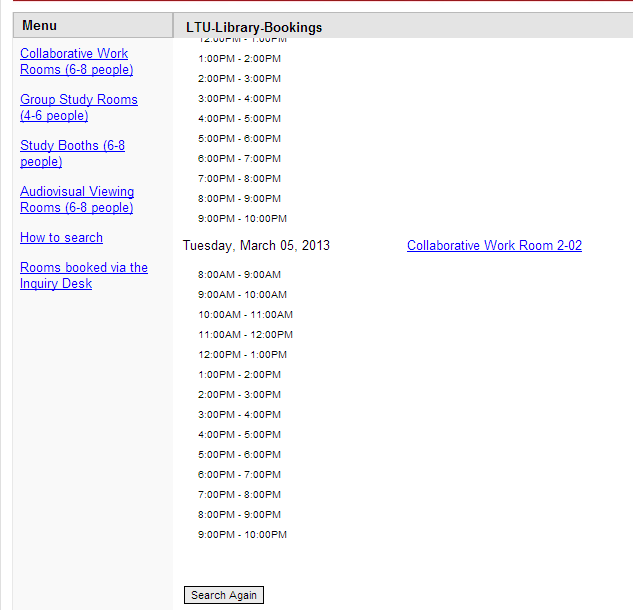 Menu
LTU-Library-Bookings
Collaborative Work
Rooms (6-8 people)
Group Study Rooms
(4-6 people)
Study Booths (6-8
people)
Audiovisual Viewing
Rooms (6-8 people)
How to search
Rooms booked via the
Inquiry Desk
12:00PM - 1:00PM
1:00PM - 2:00PM
2:00PM - 3:00PM
3:00PM - 4:00PM
4:00PM - 5:00PM
5:00PM - 6:00PM
6:00PM - 7:00PM
7:00PM - 8:00PM
8:00PM - 9:00PM
9:00PM - 10:00PM
Tuesday, March 05, 2013 Collaborative Work Room 2-02
8:00AM - 9:00AM
9:00AM - 10:00AM
10:00AM - 11:00AM
11:00AM - 12:00PM
12:00PM - 1:00PM
1:00PM - 2:00PM
2:00PM - 3:00PM
3:00PM - 4:00PM
4:00PM - 5:00PM
5:00PM - 6:00PM
6:00PM - 7:00PM
7:00PM - 8:00PM
8:00PM - 9:00PM
9:00PM - 10:00PM
Search Again